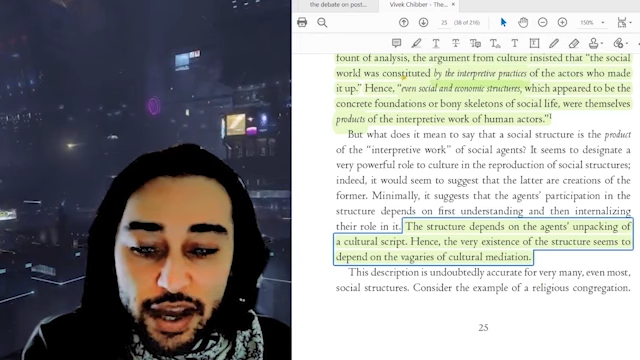 the debate on post...
Vivek Chibber - The...
25
(38 of 216)
150%
fount of analysis, the argument from culture insisted that “the social
world was constituted by the interpretive practices of the actors who made
it up.” Hence, “even social and economic structures, which appeared to be the
concrete foundations or bony skeletons of social life, were themselves
products of the interpretive work of human actors.”1
But what does it mean to say that a social structure is the product
of the “interpretive work” of social agents? It seems to designate a
very powerful role to culture in the reproduction of social structures;
indeed, it would seem to suggest that the latter are creations of the
former. Minimally, it suggests that the agents’ participation in the
structure depends on first understanding and then internalizing
their role in it. The structure depends on the agents’ unpacking of
a cultural script. Hence, the very existence of the structure seems to
depend on the vagaries of cultural mediation.
This description is undoubtedly accurate for very many, even most,
social structures. Consider the example of a religious congregation.
25